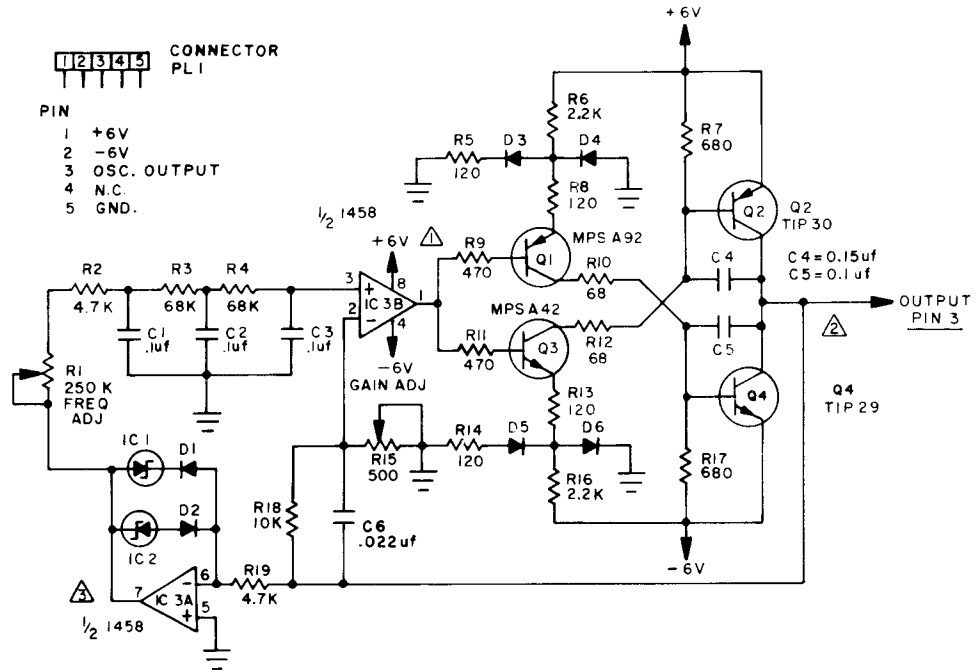 CONNECTOR
PL1
1 2 3 4 5
PIN
1 +6V
2 -6V
3 OSC. OUTPUT
4 N.C.
5 GND.
+6V
R6
2.2K
R5
120
D3
D4
R7
680
R8
120
1/2 1458
+6V
1
MPS A92
Q1
R9
470
R10
68
Q2
Q2
TIP 30
C4
C4=0.15uf
C5=0.1uf
R2
4.7K
R3
68K
R4
68K
3
+
2
-
IC 3B
8
1
4
-6V
GAIN ADJ
C1
.1uf
C2
.1uf
C3
.1uf
MPS A42
Q3
R11
470
R12
68
C5
OUTPUT
PIN 3
2
R1
250 K
FREQ
ADJ
R13
120
Q4
Q4
TIP 29
IC1
D1
R15
500
R14
120
D5
D6
R16
2.2K
R17
680
D2
IC2
R18
10K
C6
.022uf
-6V
3
1/2 1458
7
IC 3A
6
-
5
+
R19
4.7K